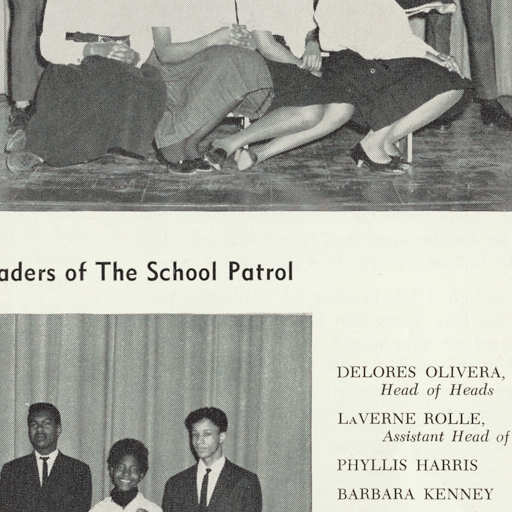 aders of The School Patrol
DELORES OLIVERA,
Head of Heads
LAVERNE ROLLE,
Assistant Head of
PHYLLIS HARRIS
BARBARA KENNEY